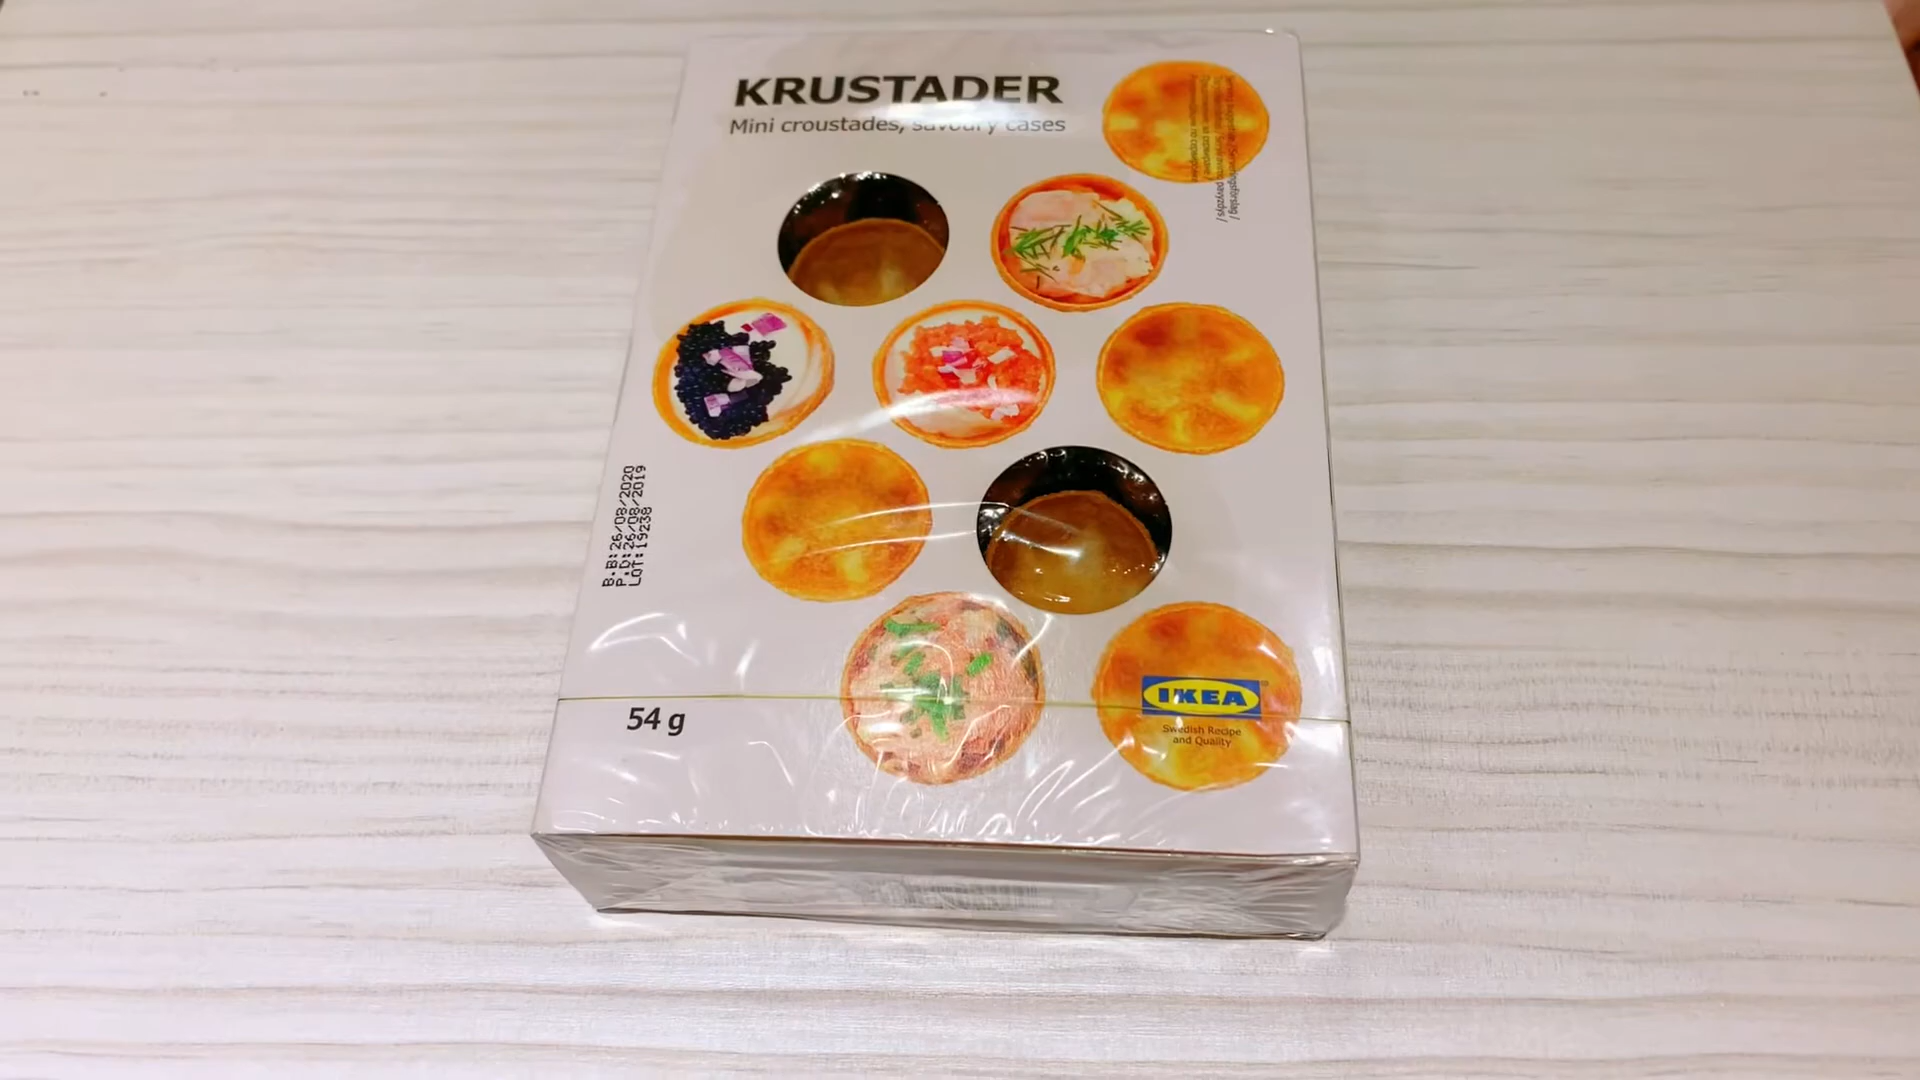 KRUSTADER
Mini croustades, savoury cases
B.B:26/08/2020
P.D:26/08/2019
LOT:19238
54 g
IKEA
Swedish Recipe
and Quality